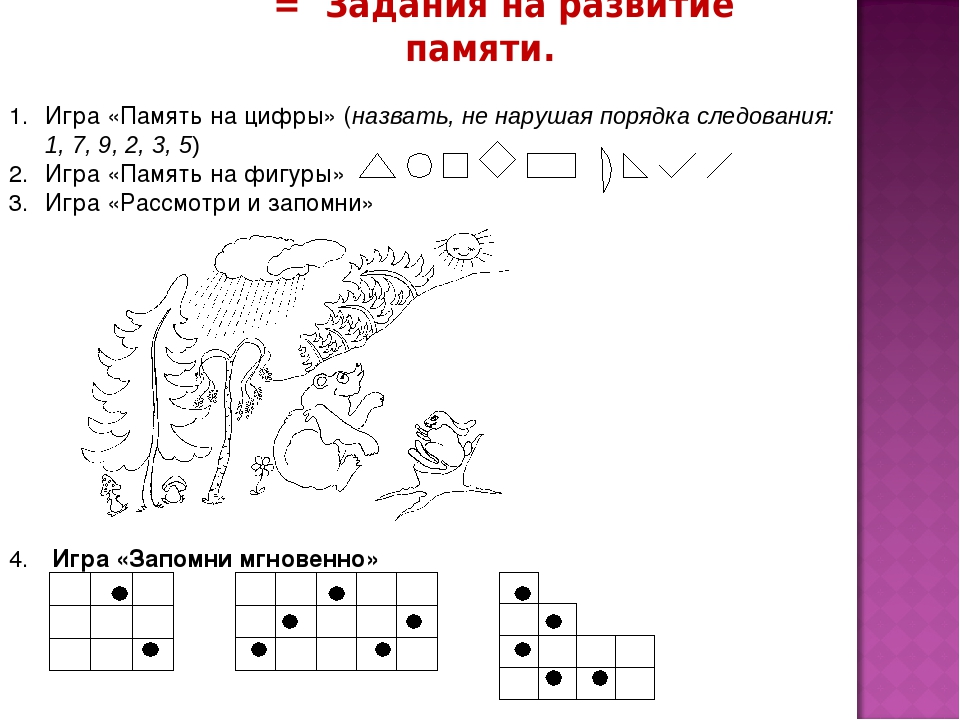 = Задания на развитие
памяти.
1. Игра «Память на цифры» (назвать, не нарушая порядка следования:
1, 7, 9, 2, 3, 5)
2. Игра «Память на фигуры»
3. Игра «Рассмотри и запомни»
4. Игра «Запомни мгновенно»